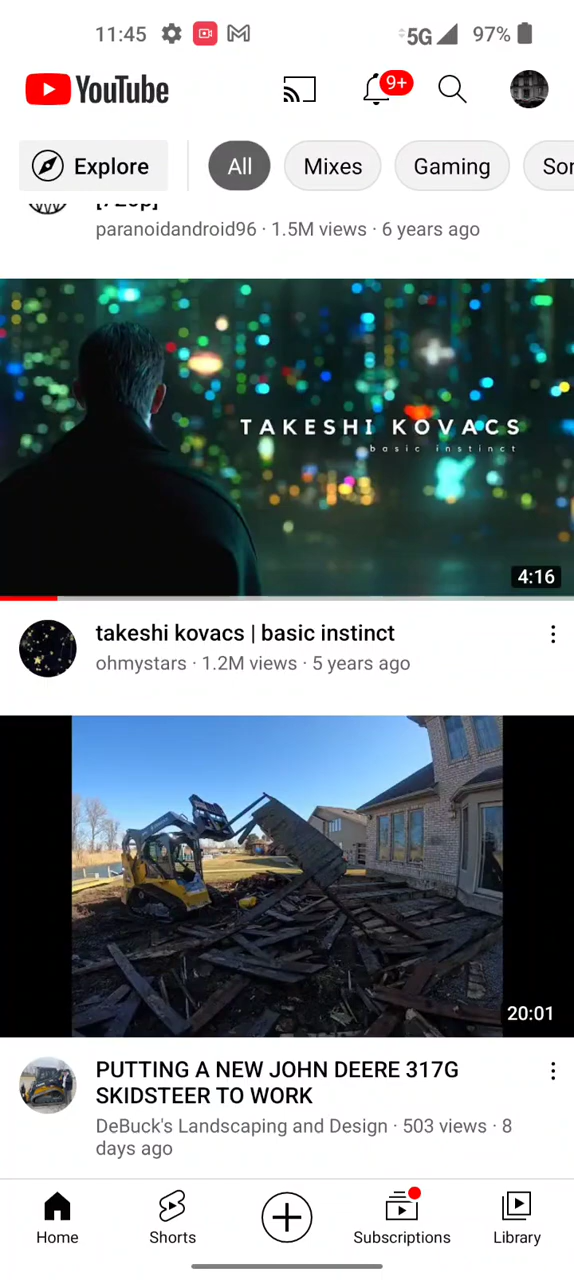 11:45
5G 97%
YouTube
9+
Explore
All
Mixes
Gaming
Sor
[720p]
paranoidandroid96 · 1.5M views · 6 years ago
TAKESHI KOVACS
basic instinct
4:16
takeshi kovacs | basic instinct
ohmystars · 1.2M views · 5 years ago
20:01
PUTTING A NEW JOHN DEERE 317G
SKIDSTEER TO WORK
DeBuck's Landscaping and Design · 503 views · 8
days ago
Home
Shorts
Subscriptions
Library